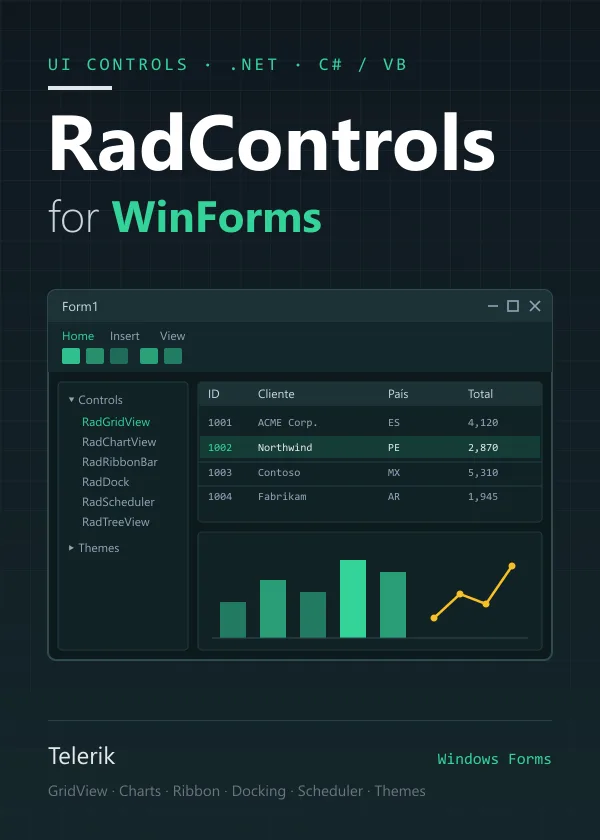 UI CONTROLS · .NET · C# / VB
RadControls
for WinForms
Form1
Home Insert View
Controls
RadGridView
RadChartView
RadRibbonBar
RadDock
RadScheduler
RadTreeView
Themes
ID Cliente País Total
1001 ACME Corp. ES 4,120
1002 Northwind PE 2,870
1003 Contoso MX 5,310
1004 Fabrikam AR 1,945
Telerik
Windows Forms
GridView · Charts · Ribbon · Docking · Scheduler · Themes